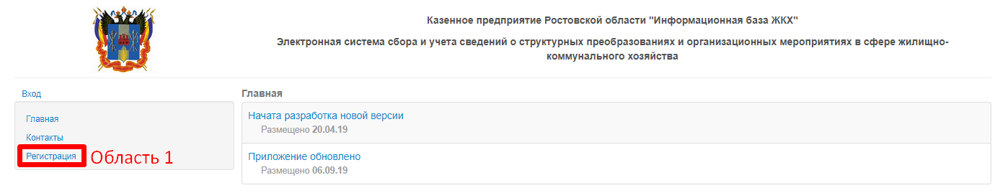 Казенное предприятие Ростовской области "Информационная база ЖКХ"
Электронная система сбора и учета сведений о структурных преобразованиях и организационных мероприятиях в сфере жилищно-
коммунального хозяйства
Вход
Главная
Контакты
Регистрация
Область 1
Главная
Начата разработка новой версии
Размещено 20.04.19
Приложение обновлено
Размещено 06.09.19